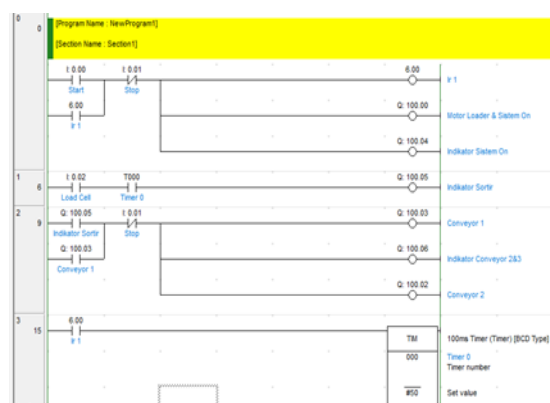 0
0
[Program Name : NewProgram1]
[Section Name : Section1]
I: 0.00
I: 0.01
6.00
Start
Stop
Ir 1
6.00
Ir 1
Q: 100.00
Motor Loader & Sistem On
Q: 100.04
Indikator Sistem On
1
6
I: 0.02
T000
Q: 100.05
Load Cell
Timer 0
Indikator Sortir
2
9
Q: 100.05
I: 0.01
Q: 100.03
Indikator Sortir
Stop
Conveyor 1
Q: 100.03
Conveyor 1
Q: 100.06
Indikator Conveyor 2&3
Q: 100.02
Conveyor 2
3
15
6.00
Ir 1
TIM
100ms Timer (Timer) [BCD Type]
000
Timer 0
Timer number
#50
Set value